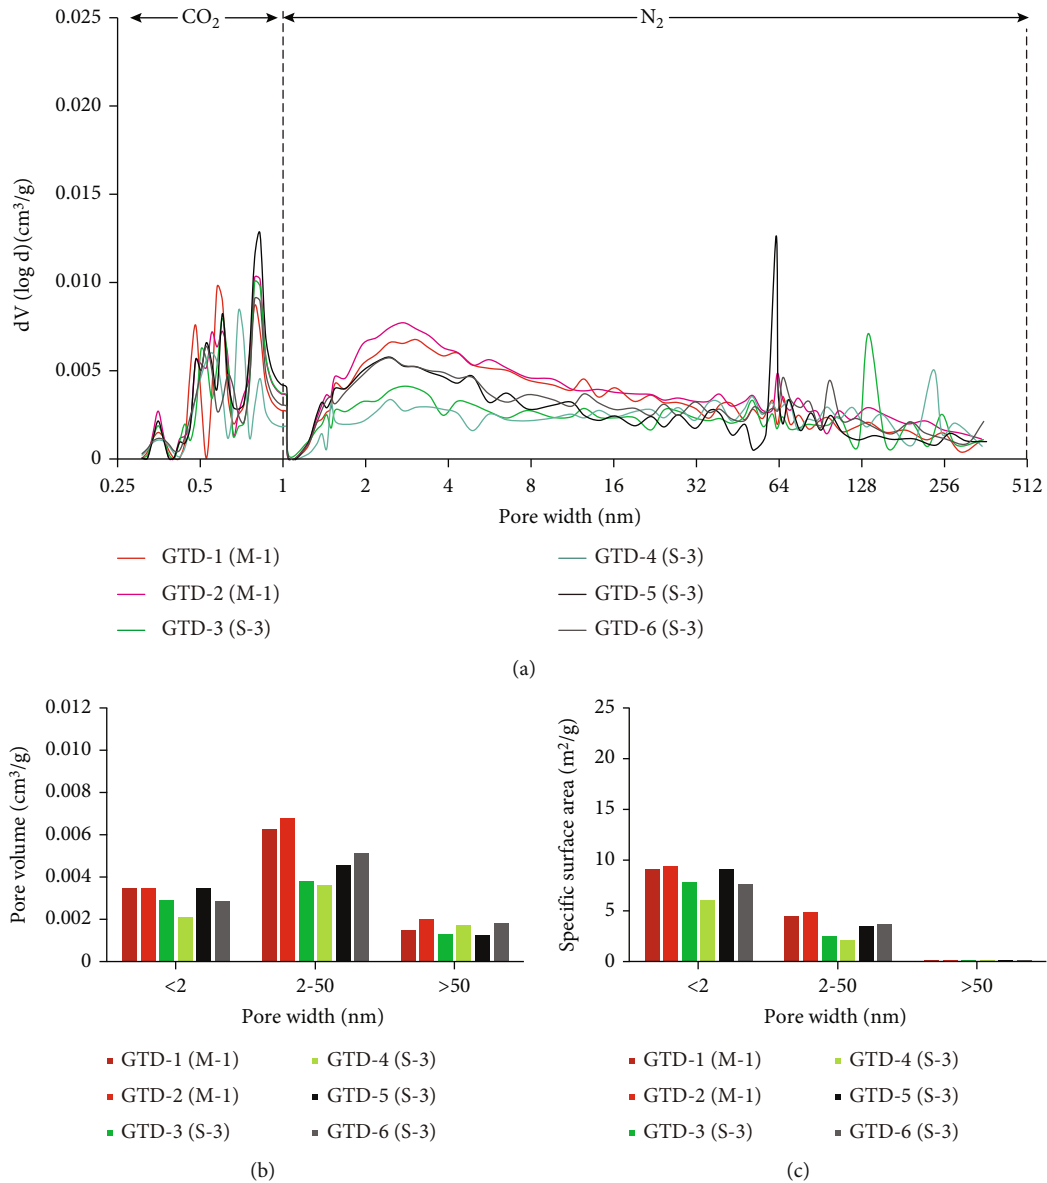 CO₂ N₂
0.025
0.020
0.015
0.010
0.005
0
dV (log d)(cm³/g)
0.25 0.5 1 2 4 8 16 32 64 128 256 512
Pore width (nm)
GTD-1 (M-1) GTD-4 (S-3)
GTD-2 (M-1) GTD-5 (S-3)
GTD-3 (S-3) GTD-6 (S-3)
(a)
0.012
0.010
0.008
0.006
0.004
0.002
0
Pore volume (cm³/g)
<2 2-50 >50
Pore width (nm)
GTD-1 (M-1) GTD-4 (S-3)
GTD-2 (M-1) GTD-5 (S-3)
GTD-3 (S-3) GTD-6 (S-3)
(b)
25
20
15
10
5
0
Specific surface area (m²/g)
<2 2-50 >50
Pore width (nm)
GTD-1 (M-1) GTD-4 (S-3)
GTD-2 (M-1) GTD-5 (S-3)
GTD-3 (S-3) GTD-6 (S-3)
(c)